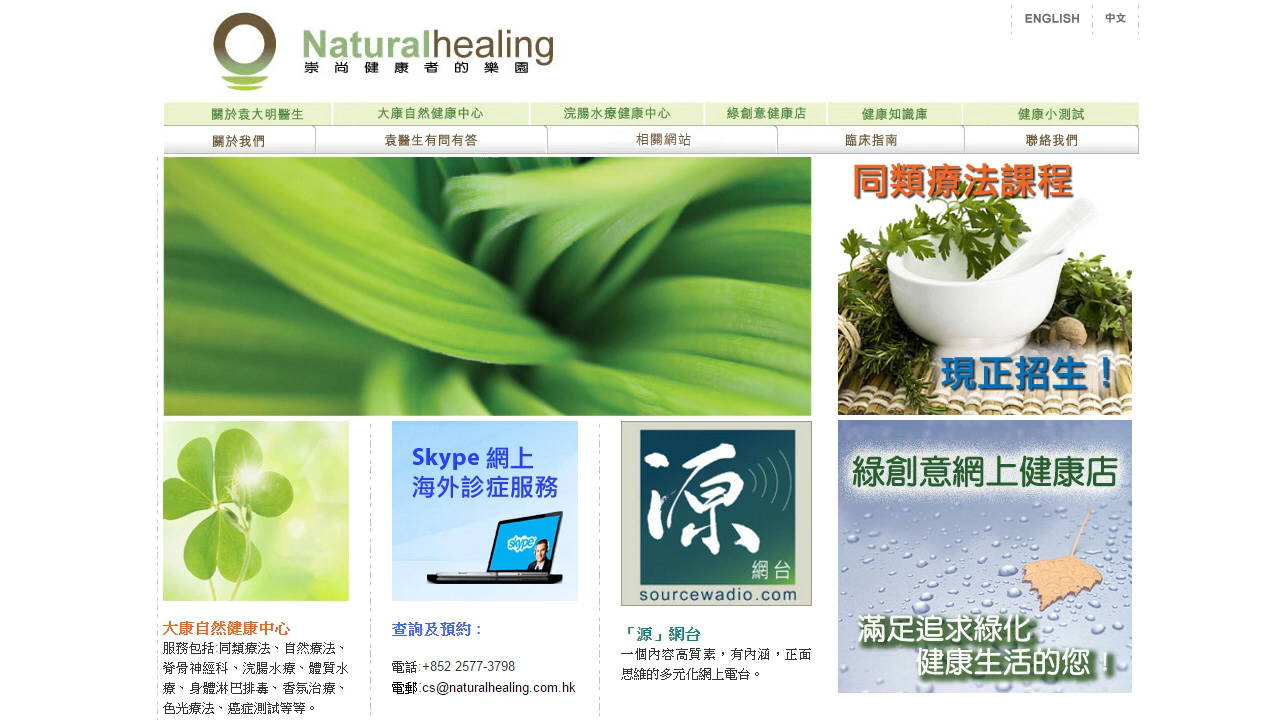 ENGLISH 中文
Naturalhealing
崇尚健康者的樂園
關於袁大明醫生 大康自然健康中心 浣腸水療健康中心 綠創意健康店 健康知識庫 健康小測試
關於我們 袁醫生有問有答 相關網站 臨床指南 聯絡我們
同類療法課程
現正招生！
Skype 網上
海外診症服務
skype
源
網台
sourcewadio.com
綠創意網上健康店
滿足追求綠化
健康生活的您！
大康自然健康中心
服務包括:同類療法、自然療法、
脊骨神經科、浣腸水療、體質水
療、身體淋巴排毒、香氛治療、
色光療法、癌症測試等等。
查詢及預約：
電話:+852 2577-3798
電郵:cs@naturalhealing.com.hk
「源」網台
一個內容高質素，有內涵，正面
思維的多元化網上電台。